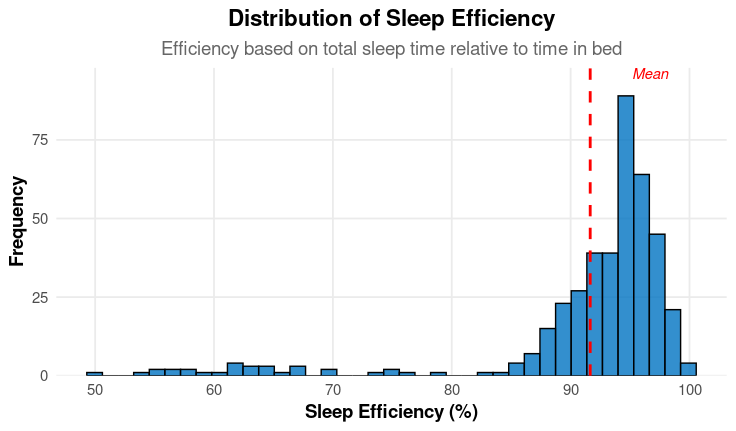 Distribution of Sleep Efficiency
Efficiency based on total sleep time relative to time in bed
Mean
75
50
25
0
Frequency
50 60 70 80 90 100
Sleep Efficiency (%)